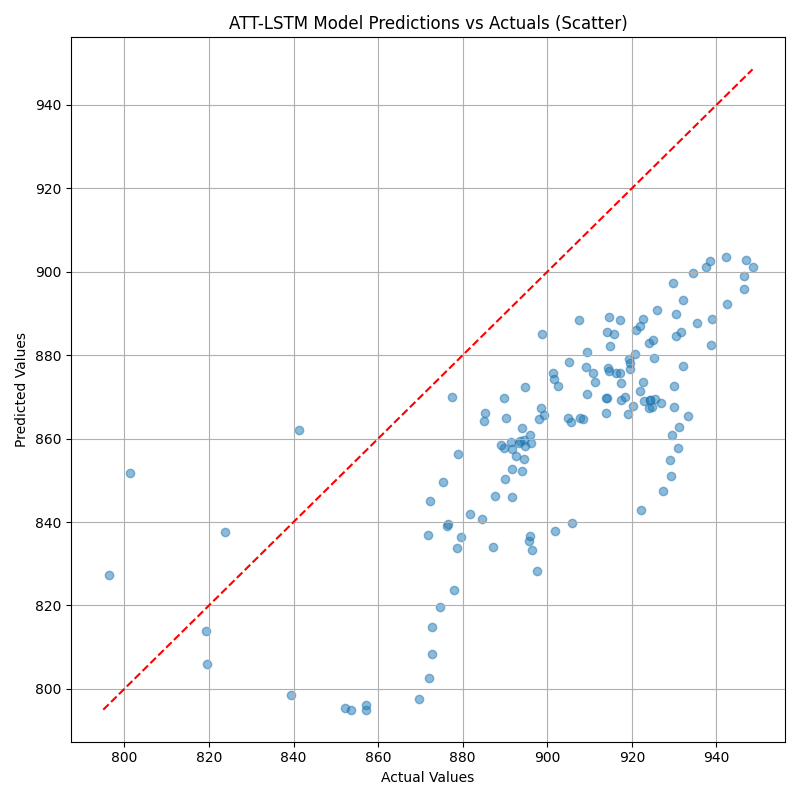 ATT-LSTM Model Predictions vs Actuals (Scatter)
Predicted Values
940
920
900
880
860
840
820
800
800 820 840 860 880 900 920 940
Actual Values